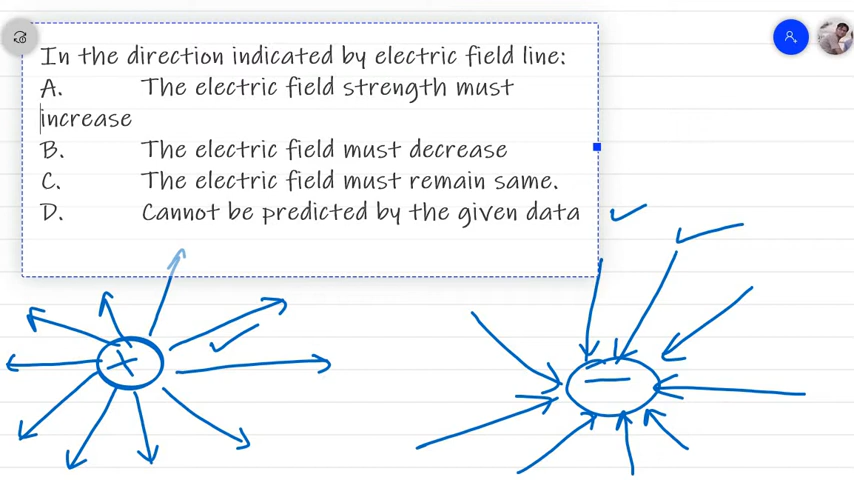 In the direction indicated by electric field line:
A. The electric field strength must
increase
B. The electric field must decrease
C. The electric field must remain same.
D. Cannot be predicted by the given data
+
−